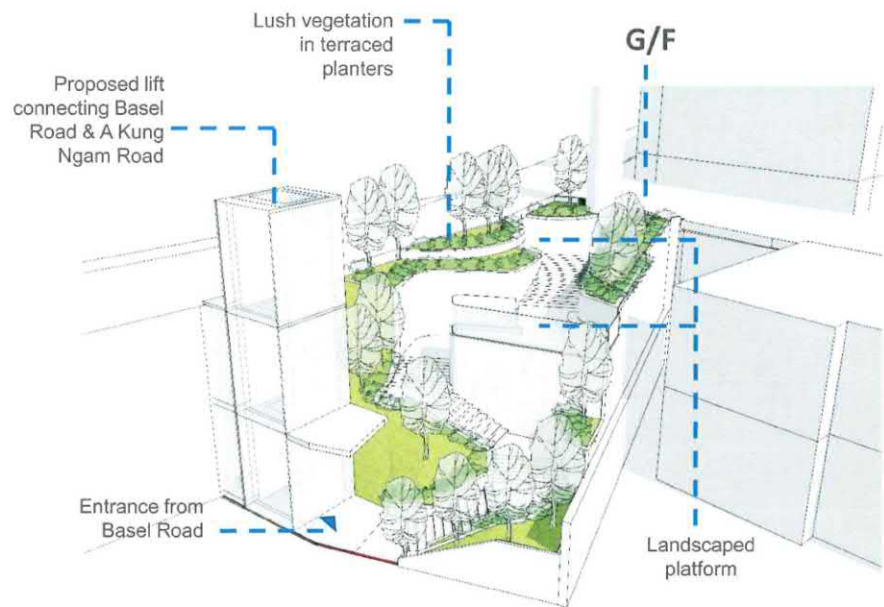 Lush vegetation
in terraced
planters
G/F
Proposed lift
connecting Basel
Road & A Kung
Ngam Road
Entrance from
Basel Road
Landscaped
platform